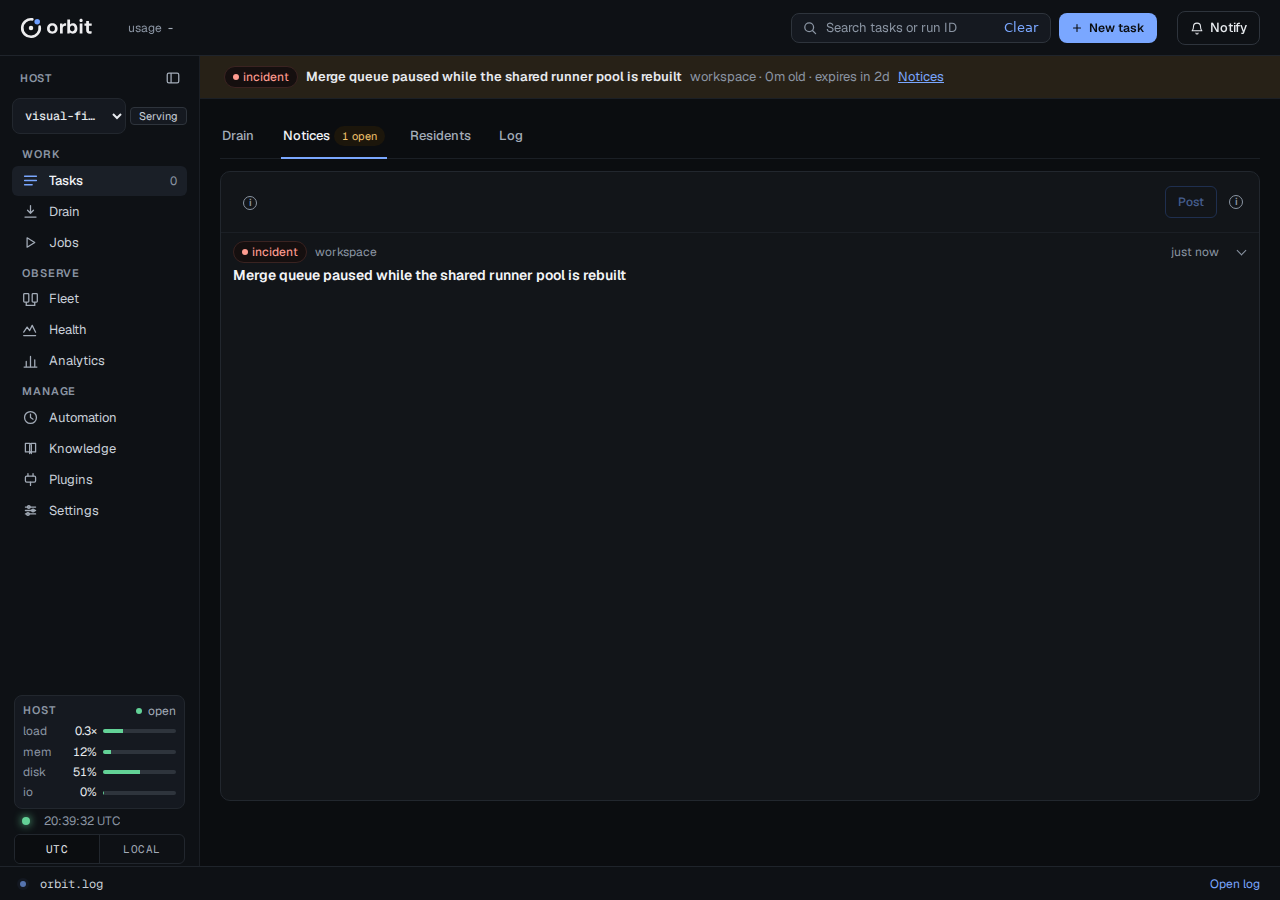 orbit
usage -
Search tasks or run ID
Clear
+ New task
Notify
HOST
visual-fi…
Serving
WORK
Tasks 0
Drain
Jobs
OBSERVE
Fleet
Health
Analytics
MANAGE
Automation
Knowledge
Plugins
Settings
HOST open
load 0.3×
mem 12%
disk 51%
io 0%
20:39:32 UTC
UTC LOCAL
incident Merge queue paused while the shared runner pool is rebuilt workspace · 0m old · expires in 2d Notices
Drain Notices 1 open Residents Log
Post
incident workspace just now
Merge queue paused while the shared runner pool is rebuilt
orbit.log Open log